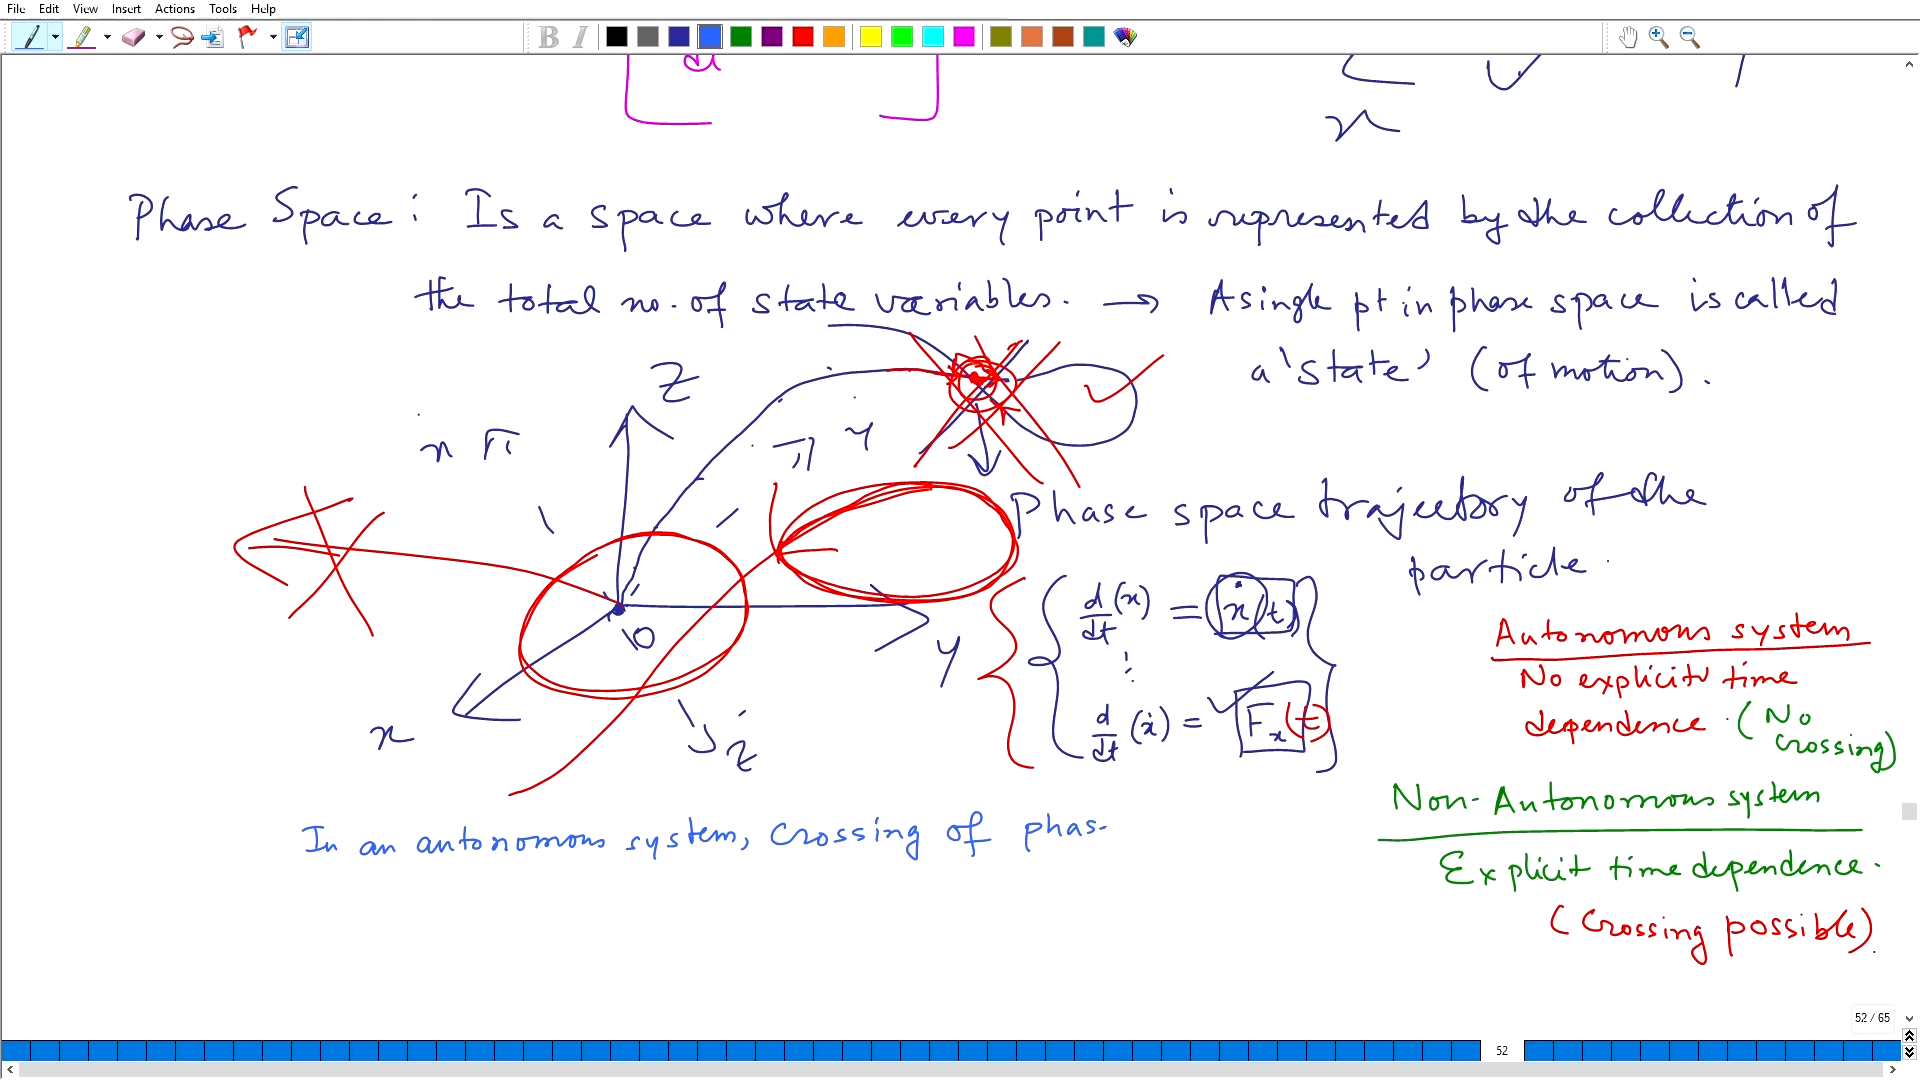 File Edit View Insert Actions Tools Help
B I
x
Phase Space : Is a space where every point is represented by the collection of
the total no. of state variables. → A single pt in phase space is called
a 'state' (of motion).
Z
Phase space trajectory of the
particle.
O
Y
x
ż
d/dt (x) = ẋ(t)
⋮
d/dt (ẋ) = Fx (t)
Autonomous system
No explicit time
dependence. (No
crossing)
Non-Autonomous system
Explicit time dependence.
(Crossing possible).
In an autonomous system, Crossing of phas-
52 / 65
52